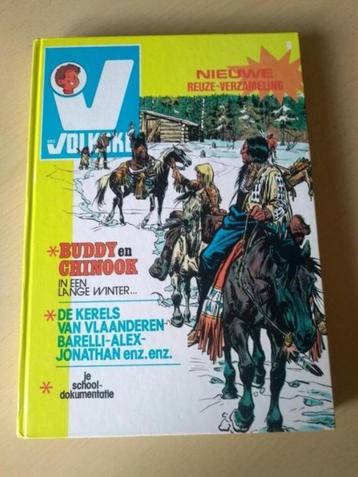 NIEUWE
REUZE-VERZAMELING
V
VOLKSKE
*BUDDY en
CHINOOK
IN EEN
LANGE WINTER...
*DE KERELS
VAN VLAANDEREN-
BARELLI-ALEX-
JONATHAN enz. enz.
* je
school-
dokumentatie